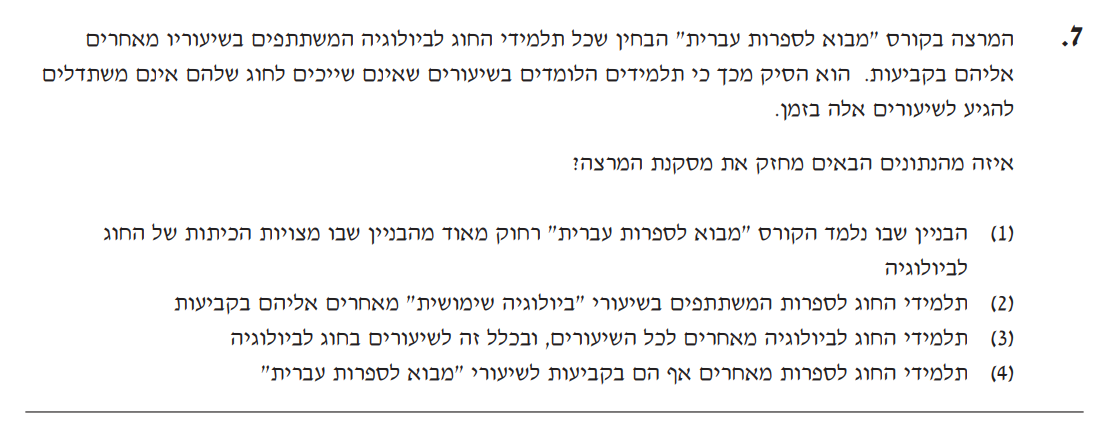 7. המרצה בקורס "מבוא לספרות עברית" הבחין שכל תלמידי החוג לביולוגיה המשתתפים בשיעוריו מאחרים
אליהם בקביעות. הוא הסיק מכך כי תלמידים הלומדים בשיעורים שאינם שייכים לחוג שלהם אינם משתדלים
להגיע לשיעורים אלה בזמן.
איזה מהנתונים הבאים מחזק את מסקנת המרצה?
(1) הבניין שבו נלמד הקורס "מבוא לספרות עברית" רחוק מאוד מהבניין שבו מצויות הכיתות של החוג
לביולוגיה
(2) תלמידי החוג לספרות המשתתפים בשיעורי "ביולוגיה שימושית" מאחרים אליהם בקביעות
(3) תלמידי החוג לביולוגיה מאחרים לכל השיעורים, ובכלל זה לשיעורים בחוג לביולוגיה
(4) תלמידי החוג לספרות מאחרים אף הם בקביעות לשיעורי "מבוא לספרות עברית"